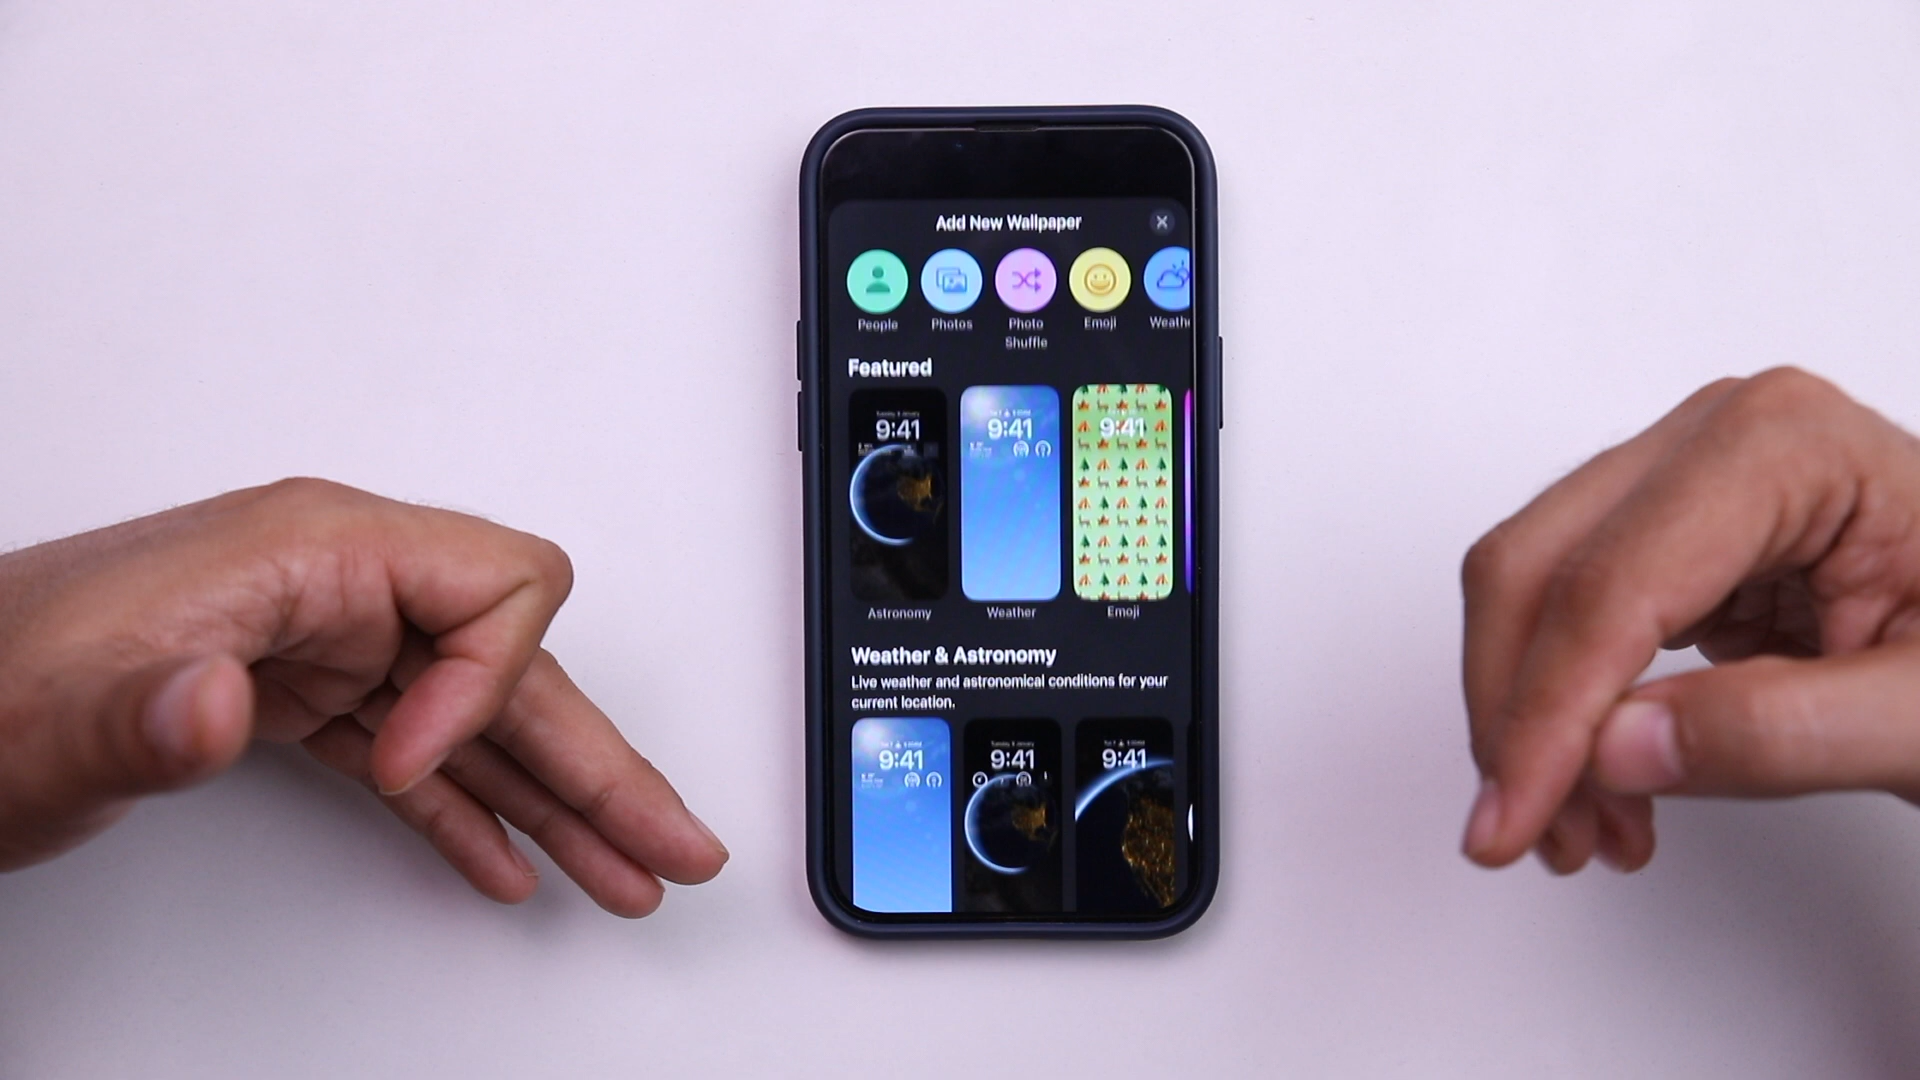 Add New Wallpaper
People
Photos
Photo
Shuffle
Emoji
Weathe
Featured
9:41
9:41
9:41
Astronomy
Weather
Emoji
Weather & Astronomy
Live weather and astronomical conditions for your
current location.
9:41
9:41
9:41